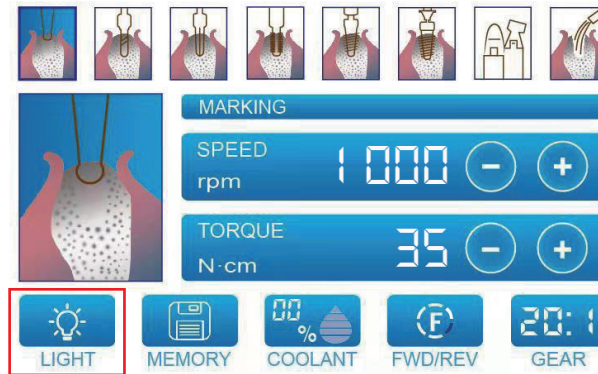 MARKING
SPEED
rpm
1000
TORQUE
N·cm
35
00
%
F
20:1
LIGHT
MEMORY
COOLANT
FWD/REV
GEAR